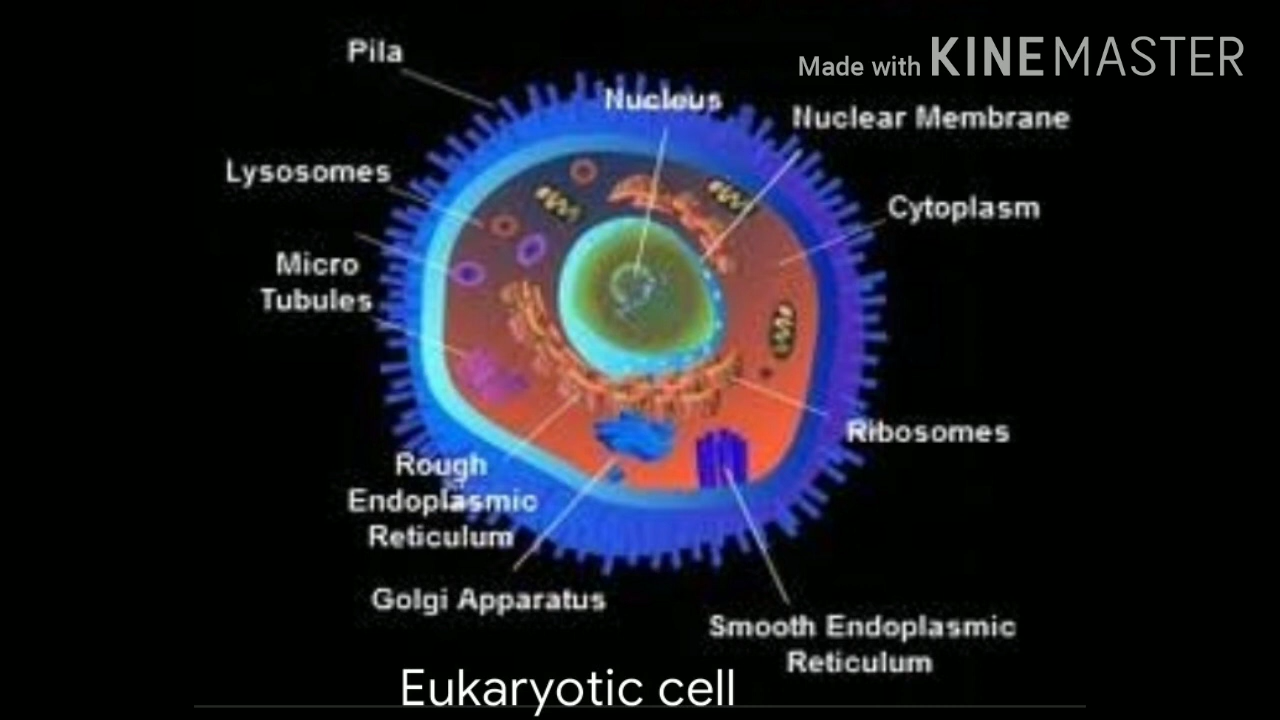 Pila
Made with KINEMASTER
Nucleus
Nuclear Membrane
Lysosomes
Cytoplasm
Micro
Tubules
Ribosomes
Rough
Endoplasmic
Reticulum
Golgi Apparatus
Smooth Endoplasmic
Reticulum
Eukaryotic cell